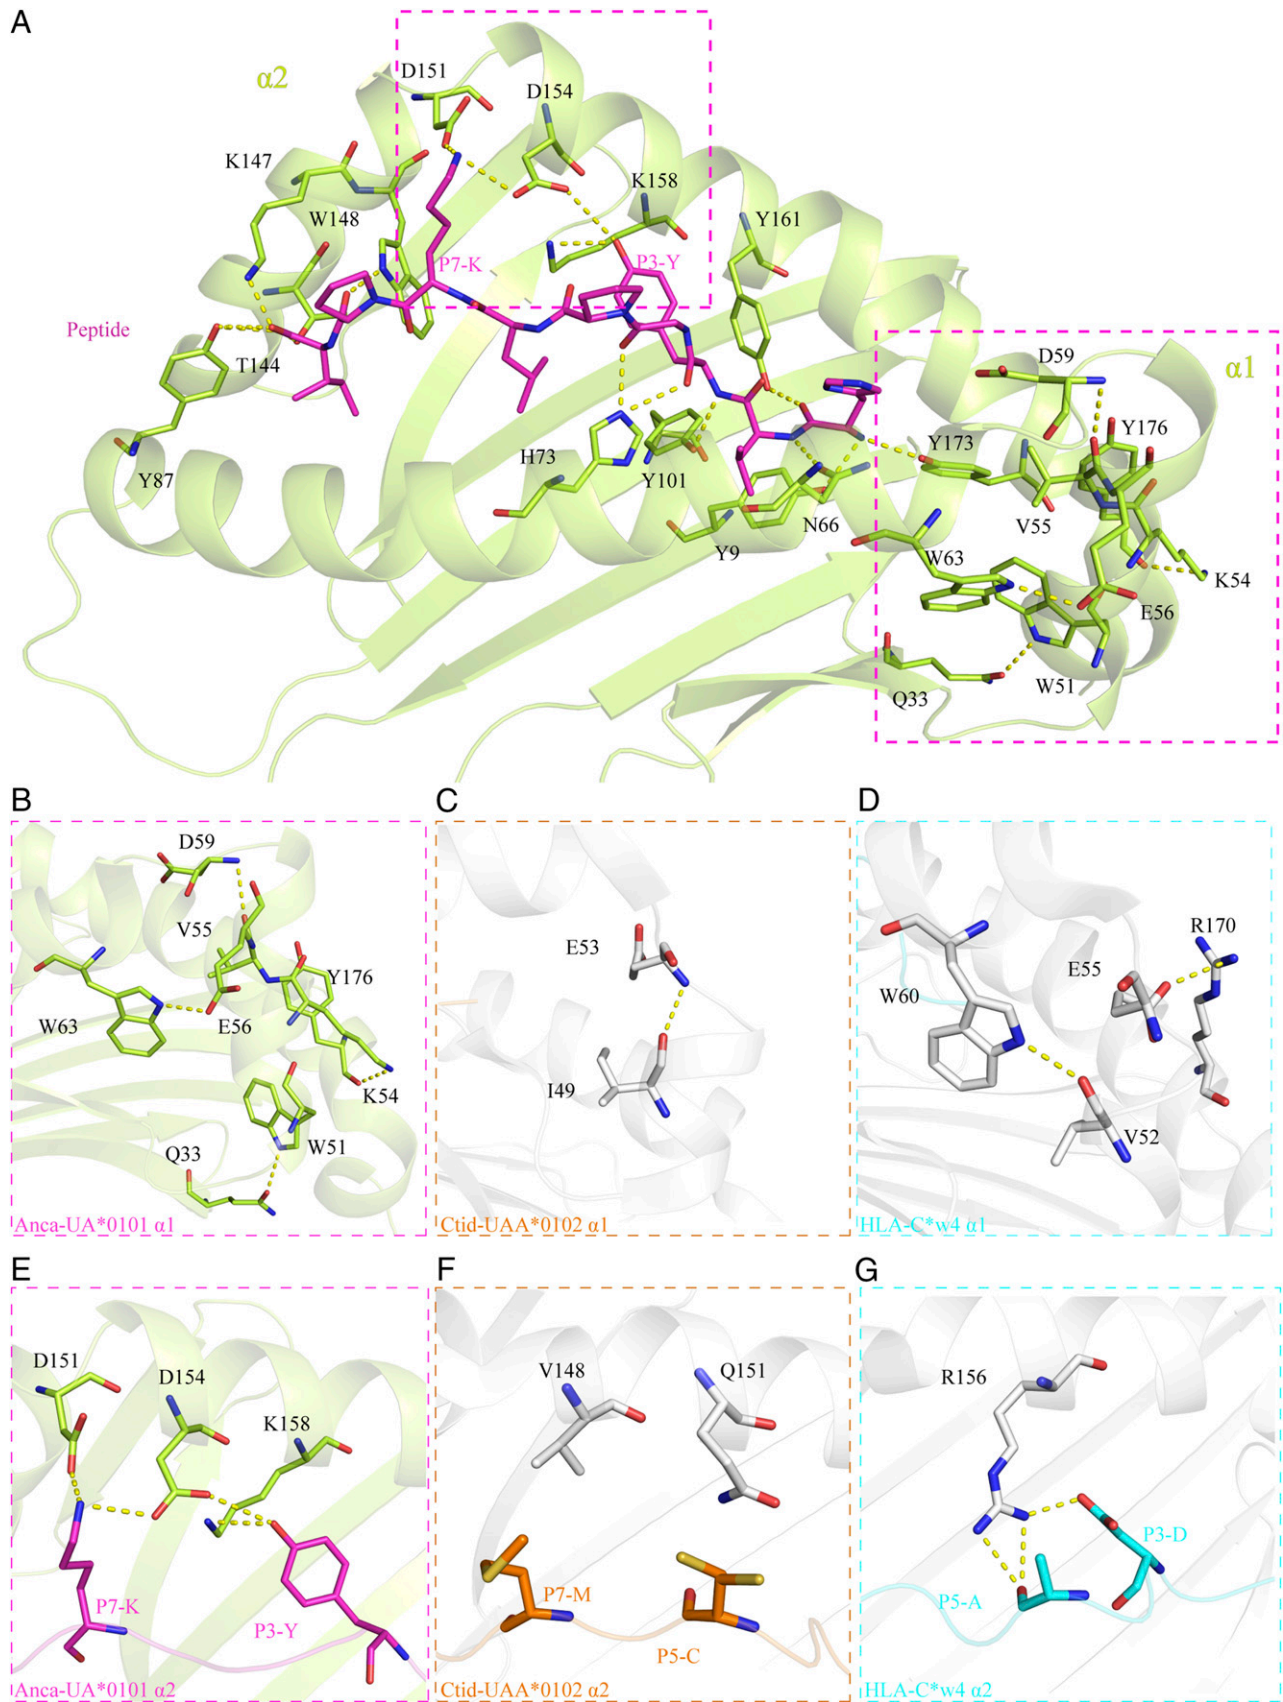 A
D151
α2
D154
K147
K158
W148
Y161
P7-K
P3-Y
Peptide
T144
D59
α1
Y176
Y173
H73
Y101
Y87
V55
N66
Y9
W63
K54
E56
W51
Q33
B
C
D
D59
V55
Y176
W63
E56
K54
W51
Q33
Anca-UA*0101 α1
E53
I49
Ctid-UAA*0102 α1
R170
E55
W60
V52
HLA-C*w4 α1
E
F
G
D151
D154
K158
P7-K
P3-Y
Anca-UA*0101 α2
V148
Q151
P7-M
P5-C
Ctid-UAA*0102 α2
R156
P3-D
P5-A
HLA-C*w4 α2